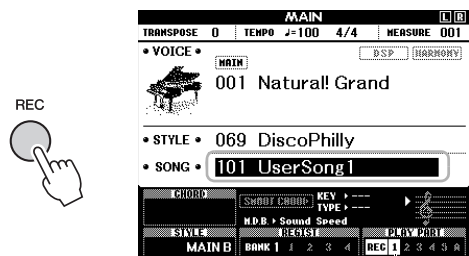 MAIN L R
TRANSPOSE 0 TEMPO ♩=100 4/4 MEASURE 001
• VOICE • DSP HARMONY
MAIN
001 Natural! Grand
REC
• STYLE • 069 DiscoPhilly
• SONG • 101 UserSong1
CHORD SMART CHORD KEY ▸ ---
TYPE ▸ ---
M.D.B. ▸ Sound Speed
STYLE REGIST PLAY PART
MAIN B BANK 1 1 2 3 4 REC 1 2 3 4 5 A